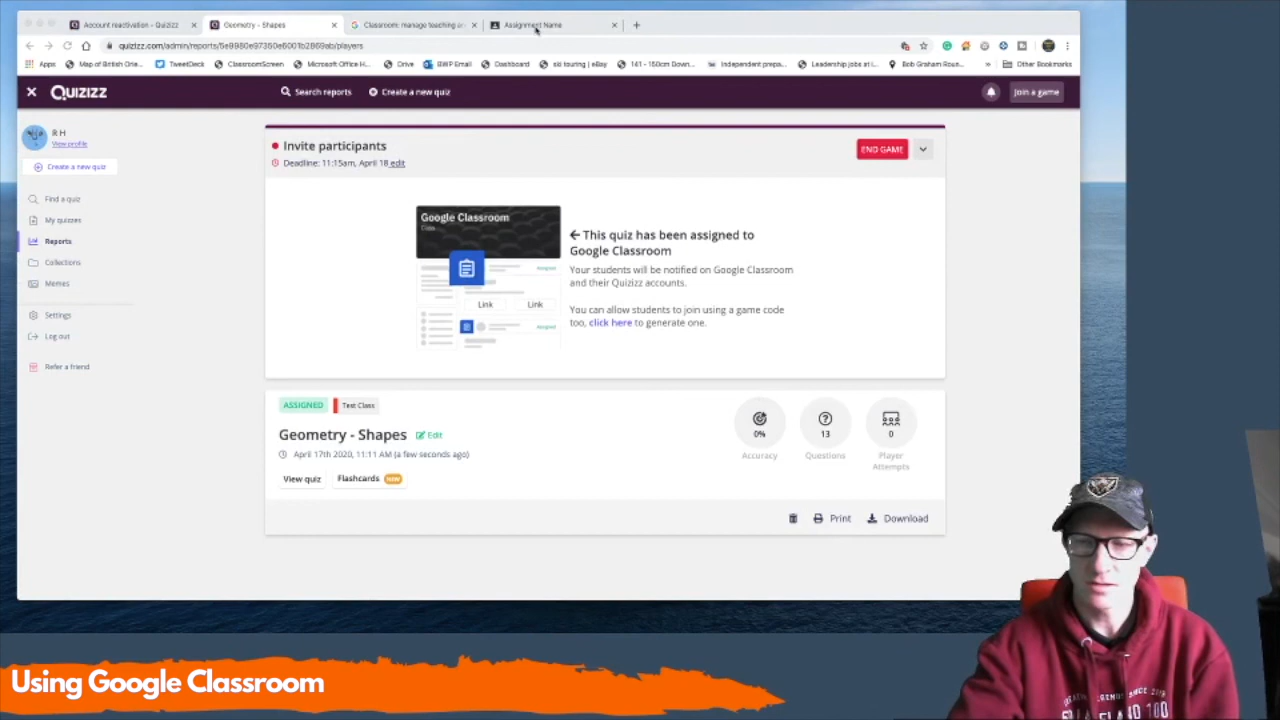 Account reactivation - Quizizz
Geometry - Shapes
Classroom: manage teaching an
Assignment Name
quizizz.com/admin/reports/5e9980e97350e6001b2869ab/players
Apps
Map of British Orie...
TweetDeck
ClassroomScreen
Microsoft Office H...
Drive
BWP Email
Dashboard
ski touring | eBay
141 - 150cm Down...
Independent prepa...
Leadership jobs at i...
Bob Graham Roun...
»
Other Bookmarks
Quizizz
Search reports
Create a new quiz
Join a game
R H
View profile
Create a new quiz
Find a quiz
My quizzes
Reports
Collections
Memes
Settings
Log out
Refer a friend
Invite participants
Deadline: 11:15am, April 18 edit
END GAME
Google Classroom
Class
Assigned
Link
Link
Assigned
← This quiz has been assigned to
Google Classroom
Your students will be notified on Google Classroom
and their Quizizz accounts.
You can allow students to join using a game code
too, click here to generate one.
ASSIGNED
Test Class
Geometry - Shapes
Edit
April 17th 2020, 11:11 AM (a few seconds ago)
View quiz
Flashcards NEW
0%
Accuracy
13
Questions
0
Player
Attempts
Print
Download
Using Google Classroom